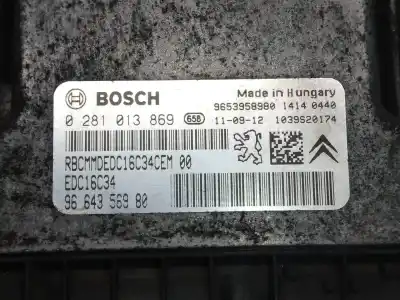 BOSCH
Made in Hungary
9653958980 1414 0440
0 281 013 869 658 11-09-12 1039S20174
RBCMMDEDC16C34CEM 00
EDC16C34
96 643 569 80